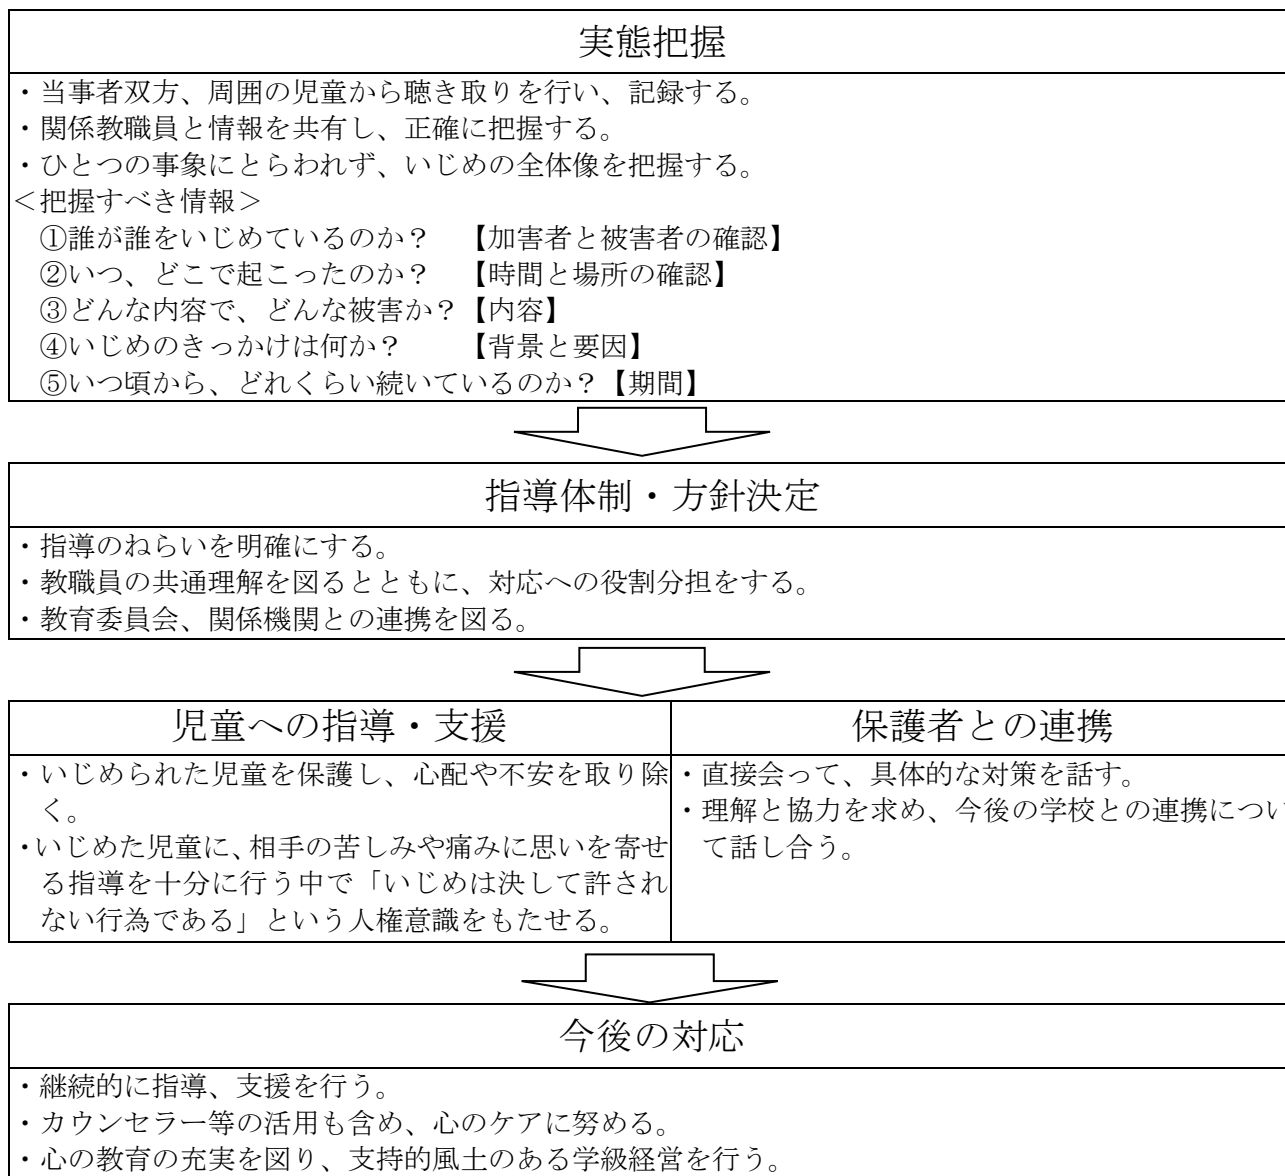 実態把握
・当事者双方、周囲の児童から聴き取りを行い、記録する。
・関係教職員と情報を共有し、正確に把握する。
・ひとつの事象にとらわれず、いじめの全体像を把握する。
＜把握すべき情報＞
①誰が誰をいじめているのか？　【加害者と被害者の確認】
②いつ、どこで起こったのか？　【時間と場所の確認】
③どんな内容で、どんな被害か？【内容】
④いじめのきっかけは何か？　　【背景と要因】
⑤いつ頃から、どれくらい続いているのか？【期間】
指導体制・方針決定
・指導のねらいを明確にする。
・教職員の共通理解を図るとともに、対応への役割分担をする。
・教育委員会、関係機関との連携を図る。
児童への指導・支援
・いじめられた児童を保護し、心配や不安を取り除
く。
・いじめた児童に、相手の苦しみや痛みに思いを寄せ
る指導を十分に行う中で「いじめは決して許され
ない行為である」という人権意識をもたせる。
保護者との連携
・直接会って、具体的な対策を話す。
・理解と協力を求め、今後の学校との連携につい
て話し合う。
今後の対応
・継続的に指導、支援を行う。
・カウンセラー等の活用も含め、心のケアに努める。
・心の教育の充実を図り、支持的風土のある学級経営を行う。